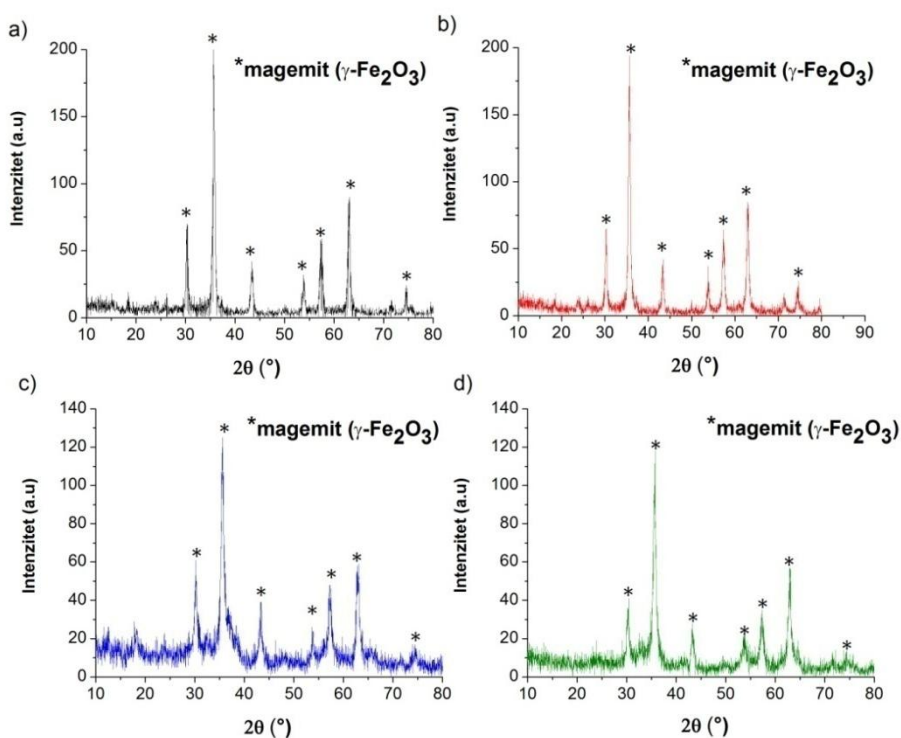 a)
*magemit (γ-Fe2O3)
Intenzitet (a.u)
200
150
100
50
0
10 20 30 40 50 60 70 80
2θ (°)
b)
*magemit (γ-Fe2O3)
Intenzitet (a.u)
200
150
100
50
0
10 20 30 40 50 60 70 80 90
2θ (°)
c)
*magemit (γ-Fe2O3)
Intenzitet (a.u)
140
120
100
80
60
40
20
0
10 20 30 40 50 60 70 80
2θ (°)
d)
*magemit (γ-Fe2O3)
Intenzitet (a.u)
140
120
100
80
60
40
20
0
10 20 30 40 50 60 70 80
2θ (°)